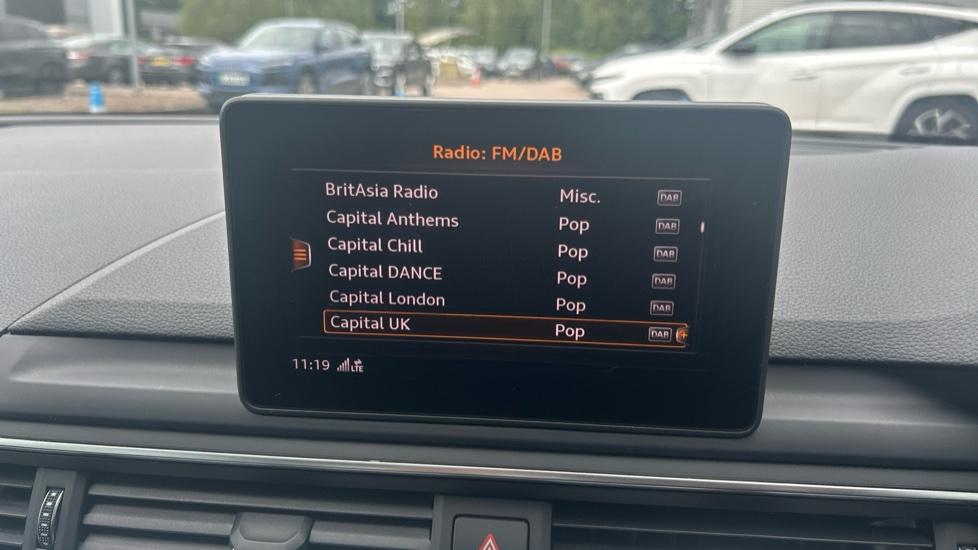 Radio: FM/DAB
BritAsia Radio Misc. DAB
Capital Anthems Pop DAB
Capital Chill Pop DAB
Capital DANCE Pop DAB
Capital London Pop DAB
Capital UK Pop DAB
11:19 LTE